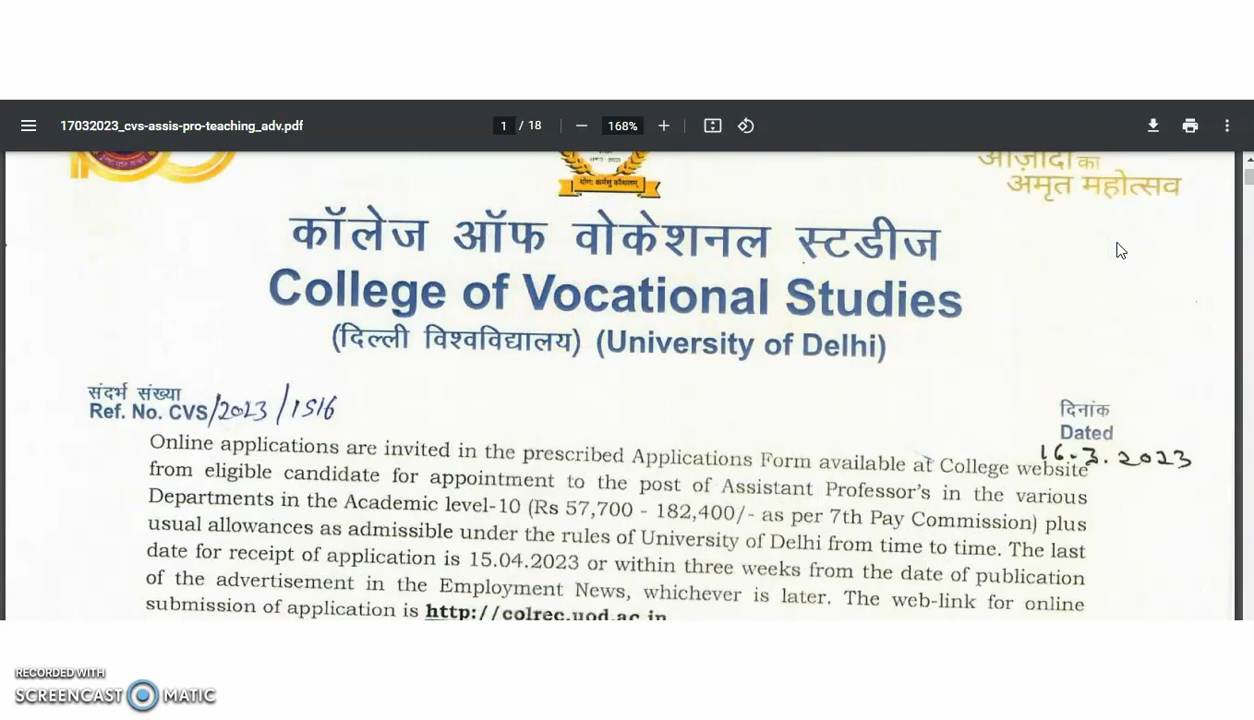 17032023_cvs-assis-pro-teaching_adv.pdf
1 / 18
168%
आज़ादी का
अमृत महोत्सव
योगः कर्मसु कौशलम्
कॉलेज ऑफ वोकेशनल स्टडीज
College of Vocational Studies
(दिल्ली विश्वविद्यालय) (University of Delhi)
संदर्भ संख्या
Ref. No. CVS/2023/1516
दिनांक
Dated
16.3.2023
Online applications are invited in the prescribed Applications Form available at College website
from eligible candidate for appointment to the post of Assistant Professor's in the various
Departments in the Academic level-10 (Rs 57,700 - 182,400/- as per 7th Pay Commission) plus
usual allowances as admissible under the rules of University of Delhi from time to time. The last
date for receipt of application is 15.04.2023 or within three weeks from the date of publication
of the advertisement in the Employment News, whichever is later. The web-link for online
submission of application is http://colrec.uod.ac.in
RECORDED WITH
SCREENCAST MATIC